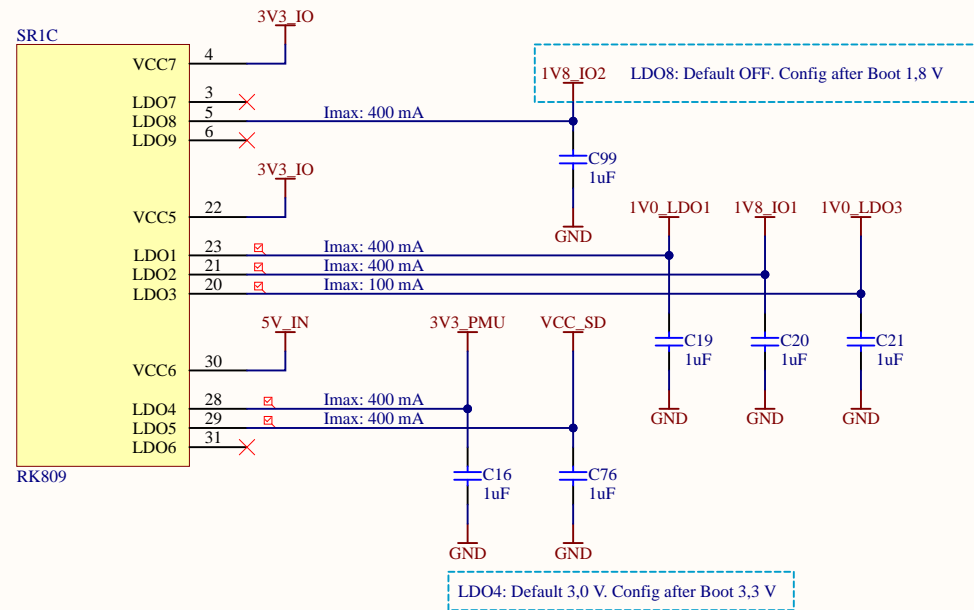 3V3_IO
SR1C
4
VCC7
LDO8: Default OFF. Config after Boot 1,8 V
1V8_IO2
3
LDO7
5
LDO8
Imax: 400 mA
6
LDO9
C99
1uF
3V3_IO
GND
22
VCC5
1V0_LDO1
1V8_IO1
1V0_LDO3
23
LDO1
Imax: 400 mA
21
LDO2
Imax: 400 mA
20
LDO3
Imax: 100 mA
5V_IN
3V3_PMU
VCC_SD
C19
1uF
C20
1uF
C21
1uF
30
VCC6
GND
GND
GND
28
LDO4
Imax: 400 mA
29
LDO5
Imax: 400 mA
31
LDO6
RK809
C16
1uF
C76
1uF
GND
GND
LDO4: Default 3,0 V. Config after Boot 3,3 V